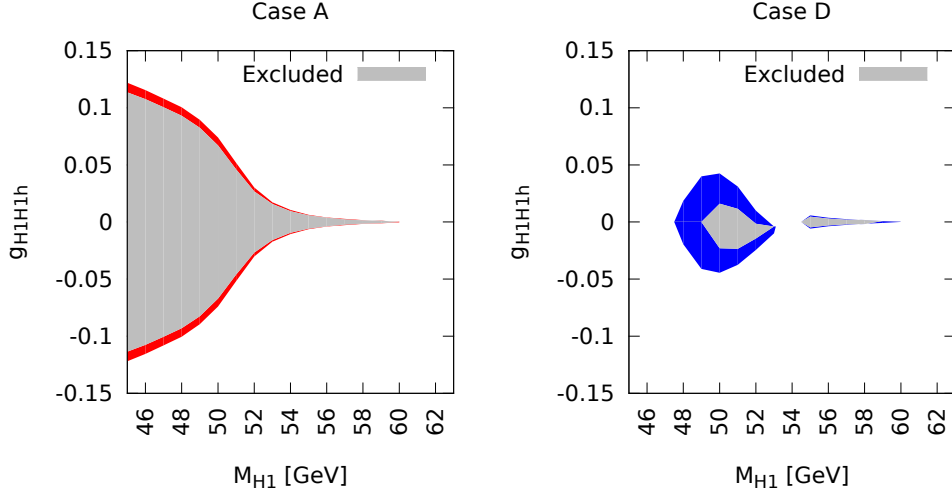 Case A
0.15
0.1
0.05
0
-0.05
-0.1
-0.15
gH1H1h
Excluded
46 48 50 52 54 56 58 60 62
MH1 [GeV]
Case D
0.15
0.1
0.05
0
-0.05
-0.1
-0.15
gH1H1h
Excluded
46 48 50 52 54 56 58 60 62
MH1 [GeV]